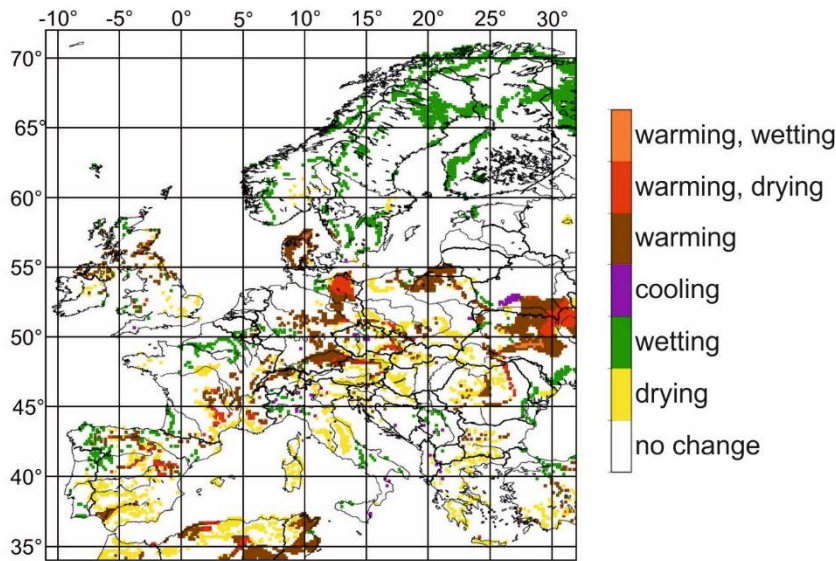 -10° -5° 0° 5° 10° 15° 20° 25° 30°
70°
65°
60°
55°
50°
45°
40°
35°
warming, wetting
warming, drying
warming
cooling
wetting
drying
no change